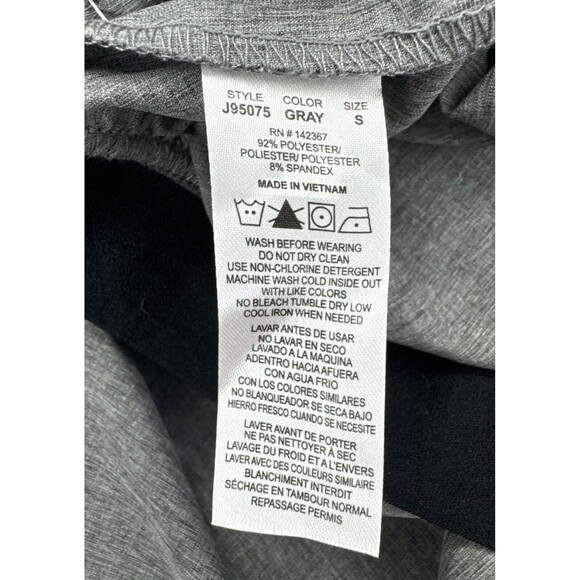 STYLE COLOR SIZE
J95075 GRAY S
RN # 142367
92% POLYESTER/
POLIESTER/ POLYESTER
8% SPANDEX
MADE IN VIETNAM
WASH BEFORE WEARING
DO NOT DRY CLEAN
USE NON-CHLORINE DETERGENT
MACHINE WASH COLD INSIDE OUT
WITH LIKE COLORS
NO BLEACH TUMBLE DRY LOW
COOL IRON WHEN NEEDED
LAVAR ANTES DE USAR
NO LAVAR EN SECO
LAVADO A LA MAQUINA
ADENTRO HACIA AFUERA
CON AGUA FRIO
CON LOS COLORES SIMILARES
NO BLANQUEADOR SE SECA BAJO
HIERRO FRESCO CUANDO SE NECESITE
LAVER AVANT DE PORTER
NE PAS NETTOYER À SEC
LAVAGE DU FROID ET A L'ENVERS
LAVER AVEC DES COULEURS SIMILAIRE
BLANCHIMENT INTERDIT
SÉCHAGE EN TAMBOUR NORMAL
REPASSAGE PERMIS